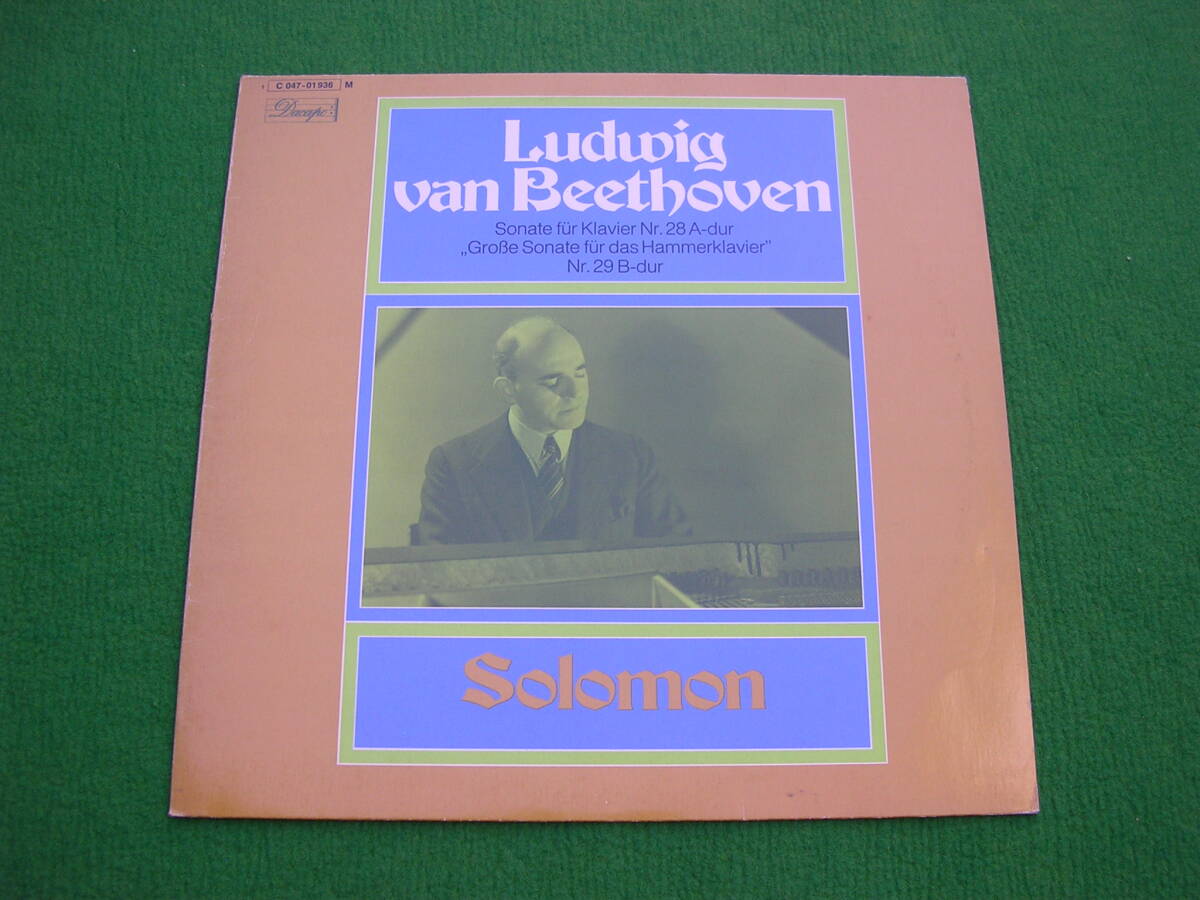 1 C 047-01936 M
Dacapo
Ludwig
van Beethoven
Sonate für Klavier Nr. 28 A-dur
„Große Sonate für das Hammerklavier”
Nr. 29 B-dur
Solomon